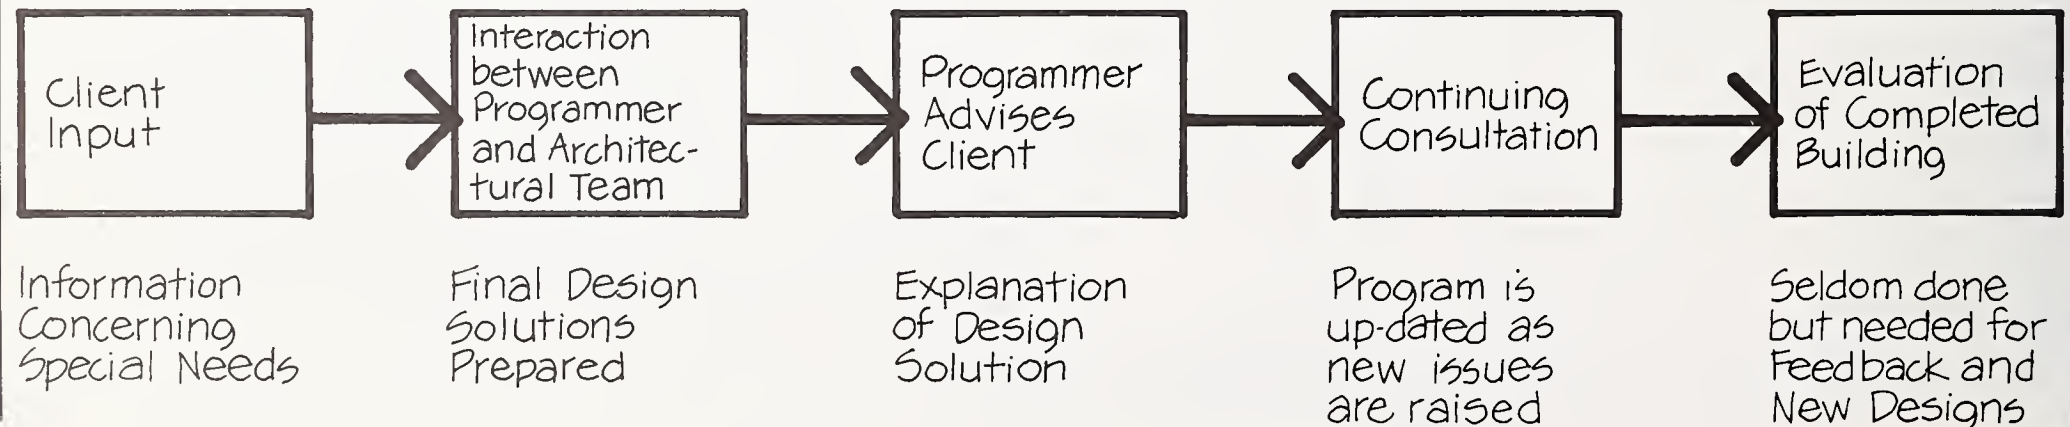 Client
Input
Interaction
between
Programmer
and Architec-
tural Team
Programmer
Advises
Client
Continuing
Consultation
Evaluation
of Completed
Building
Information
Concerning
Special Needs
Final Design
Solutions
Prepared
Explanation
of Design
Solution
Program is
up-dated as
new issues
are raised
Seldom done
but needed for
Feedback and
New Designs